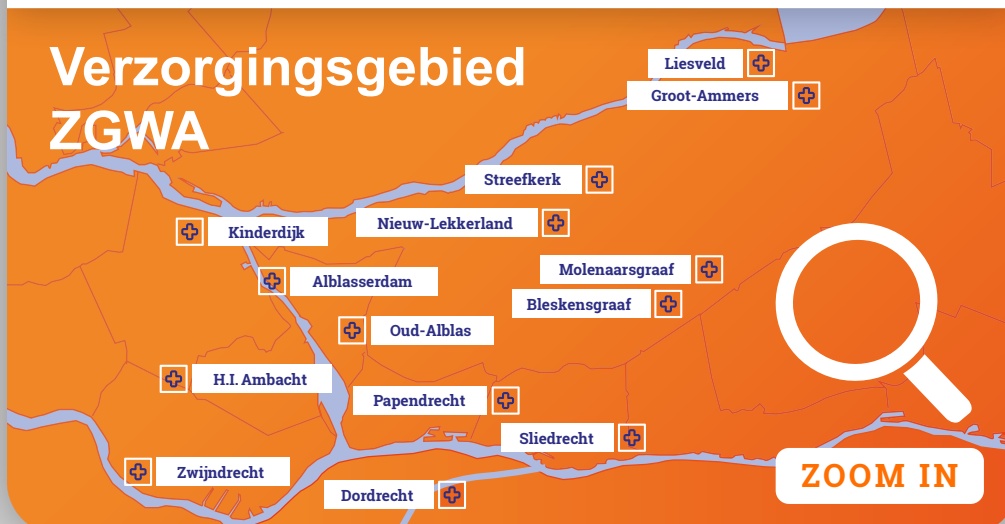 Verzorgingsgebied
ZGWA
Liesveld
Groot-Ammers
Streefkerk
Nieuw-Lekkerland
Kinderdijk
Molenaarsgraaf
Alblasserdam
Bleskensgraaf
Oud-Alblas
H.I. Ambacht
Papendrecht
Sliedrecht
Zwijndrecht
ZOOM IN
Dordrecht